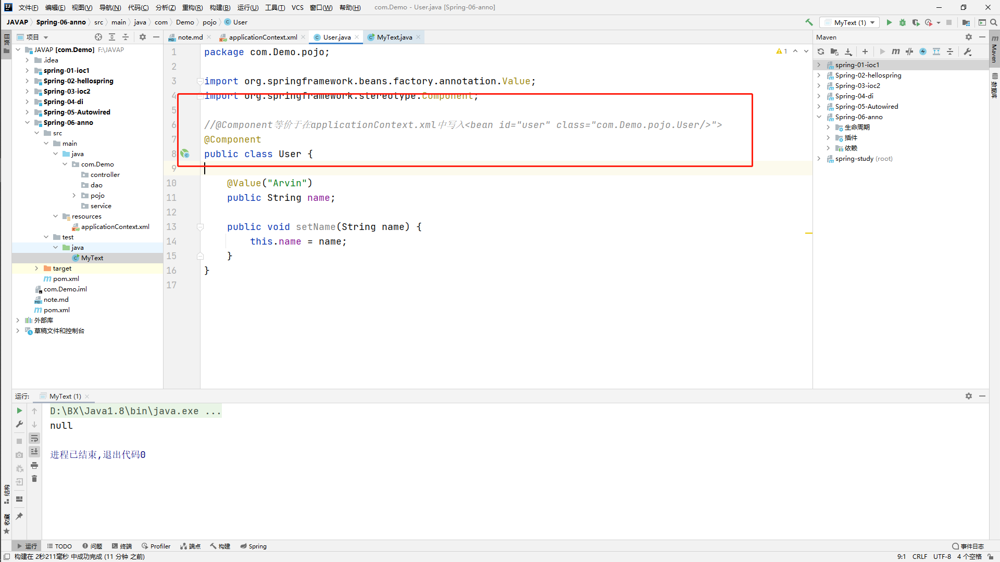 文件(F) 编辑(E) 视图(V) 导航(N) 代码(C) 分析(Z) 重构(R) 构建(B) 运行(U) 工具(T) VCS 窗口(W) 帮助(H) com.Demo - User.java [Spring-06-anno]
JAVAP Spring-06-anno src main java com Demo pojo User
MyText (1)
项目
note.md
applicationContext.xml
User.java
MyText.java
Maven
项目
JAVAP [com.Demo] F:\JAVAP
.idea
spring-01-ioc1
Spring-02-hellospring
Spring-03-ioc2
Spring-04-di
Spring-05-Autowired
Spring-06-anno
src
main
java
com.Demo
controller
dao
pojo
service
resources
applicationContext.xml
test
java
MyText
target
pom.xml
com.Demo.iml
note.md
pom.xml
外部库
草稿文件和控制台
1 package com.Demo.pojo;
2
3 import org.springframework.beans.factory.annotation.Value;
4 import org.springframework.stereotype.Component;
5
6 //@Component等价于在applicationContext.xml中写入<bean id="user" class="com.Demo.pojo.User/>">
7 @Component
8 public class User {
9
10 @Value("Arvin")
11 public String name;
12
13 public void setName(String name) {
14 this.name = name;
15 }
16 }
17
1
spring-01-ioc1
Spring-02-hellospring
Spring-03-ioc2
Spring-04-di
Spring-05-Autowired
Spring-06-anno
生命周期
插件
依赖
spring-study (root)
Maven
数据库
运行: MyText (1)
D:\BX\Java1.8\bin\java.exe ...
null
进程已结束,退出代码0
结构
收藏
运行 TODO 问题 终端 Profiler 端点 构建 Spring 事件日志
构建在 2秒211毫秒 中成功完成 (11 分钟 之前) 9:1 CRLF UTF-8 4 个空格